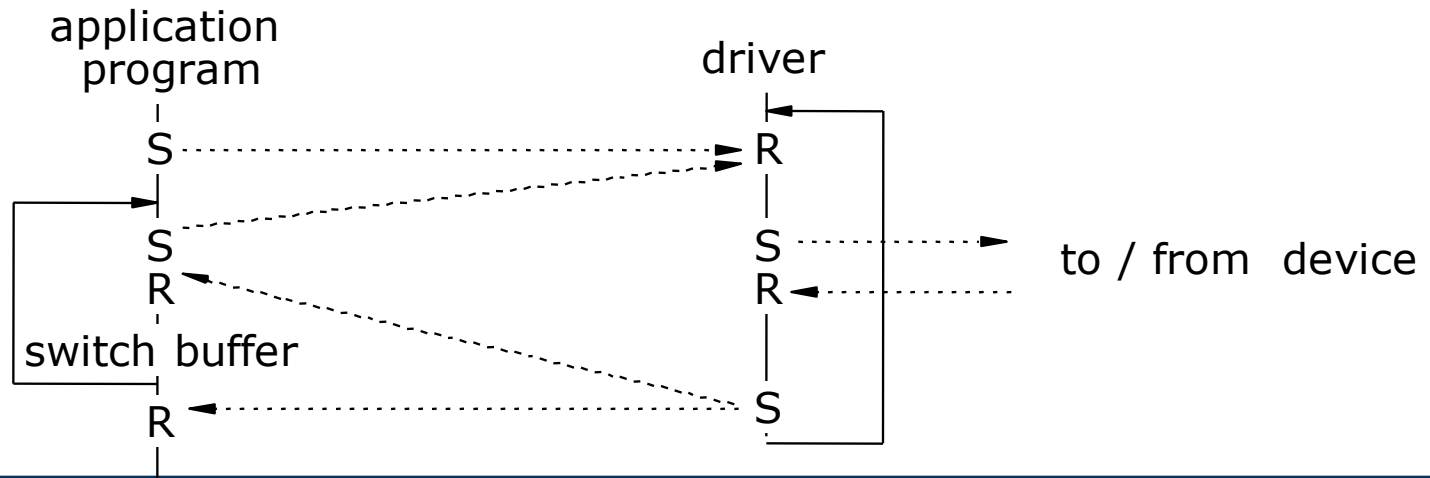 application
program
driver
S
R
S
S
R
R
to / from device
switch buffer
R
S